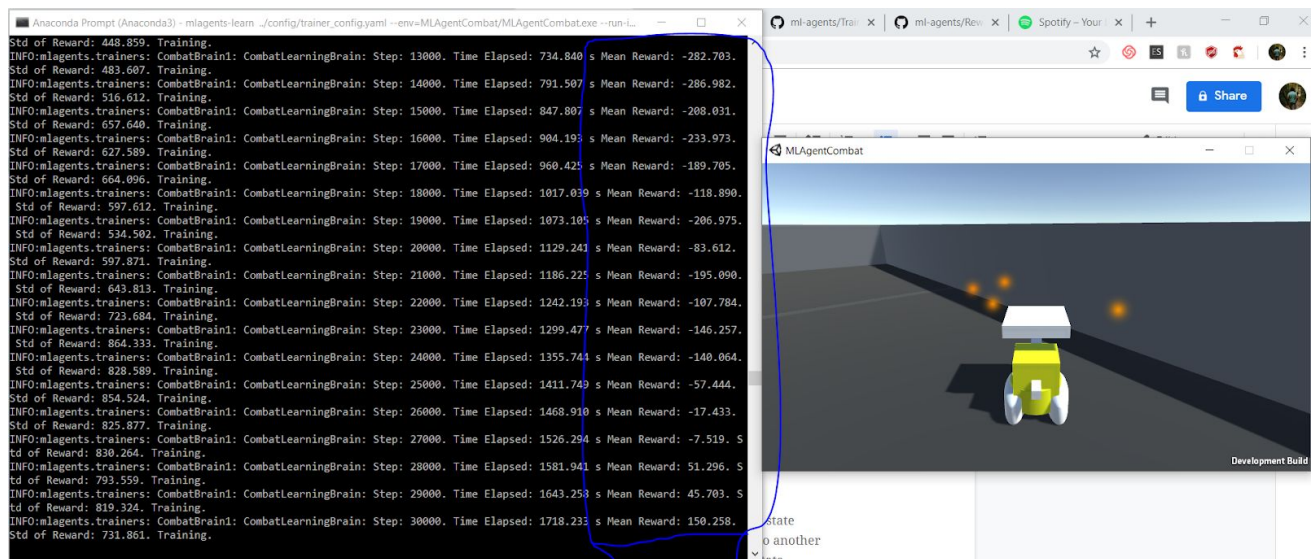 Anaconda Prompt (Anaconda3) - mlagents-learn ../config/trainer_config.yaml --env=MLAgentCombat/MLAgentCombat.exe --run-i...
Std of Reward: 448.859. Training.
INFO:mlagents.trainers: CombatBrain1: CombatLearningBrain: Step: 13000. Time Elapsed: 734.840 s Mean Reward: -282.703.
Std of Reward: 483.607. Training.
INFO:mlagents.trainers: CombatBrain1: CombatLearningBrain: Step: 14000. Time Elapsed: 791.507 s Mean Reward: -286.982.
Std of Reward: 516.612. Training.
INFO:mlagents.trainers: CombatBrain1: CombatLearningBrain: Step: 15000. Time Elapsed: 847.807 s Mean Reward: -208.031.
Std of Reward: 657.640. Training.
INFO:mlagents.trainers: CombatBrain1: CombatLearningBrain: Step: 16000. Time Elapsed: 904.193 s Mean Reward: -233.973.
Std of Reward: 627.589. Training.
INFO:mlagents.trainers: CombatBrain1: CombatLearningBrain: Step: 17000. Time Elapsed: 960.425 s Mean Reward: -189.705.
Std of Reward: 664.096. Training.
INFO:mlagents.trainers: CombatBrain1: CombatLearningBrain: Step: 18000. Time Elapsed: 1017.039 s Mean Reward: -118.890.
Std of Reward: 597.612. Training.
INFO:mlagents.trainers: CombatBrain1: CombatLearningBrain: Step: 19000. Time Elapsed: 1073.105 s Mean Reward: -206.975.
Std of Reward: 534.502. Training.
INFO:mlagents.trainers: CombatBrain1: CombatLearningBrain: Step: 20000. Time Elapsed: 1129.241 s Mean Reward: -83.612.
Std of Reward: 597.871. Training.
INFO:mlagents.trainers: CombatBrain1: CombatLearningBrain: Step: 21000. Time Elapsed: 1186.225 s Mean Reward: -195.090.
Std of Reward: 643.813. Training.
INFO:mlagents.trainers: CombatBrain1: CombatLearningBrain: Step: 22000. Time Elapsed: 1242.193 s Mean Reward: -107.784.
Std of Reward: 723.684. Training.
INFO:mlagents.trainers: CombatBrain1: CombatLearningBrain: Step: 23000. Time Elapsed: 1299.477 s Mean Reward: -146.257.
Std of Reward: 864.333. Training.
INFO:mlagents.trainers: CombatBrain1: CombatLearningBrain: Step: 24000. Time Elapsed: 1355.744 s Mean Reward: -140.064.
Std of Reward: 828.589. Training.
INFO:mlagents.trainers: CombatBrain1: CombatLearningBrain: Step: 25000. Time Elapsed: 1411.749 s Mean Reward: -57.444.
Std of Reward: 854.524. Training.
INFO:mlagents.trainers: CombatBrain1: CombatLearningBrain: Step: 26000. Time Elapsed: 1468.910 s Mean Reward: -17.433.
Std of Reward: 825.877. Training.
INFO:mlagents.trainers: CombatBrain1: CombatLearningBrain: Step: 27000. Time Elapsed: 1526.294 s Mean Reward: -7.519. S
td of Reward: 830.264. Training.
INFO:mlagents.trainers: CombatBrain1: CombatLearningBrain: Step: 28000. Time Elapsed: 1581.941 s Mean Reward: 51.296. S
td of Reward: 793.559. Training.
INFO:mlagents.trainers: CombatBrain1: CombatLearningBrain: Step: 29000. Time Elapsed: 1643.258 s Mean Reward: 45.703. S
td of Reward: 819.324. Training.
INFO:mlagents.trainers: CombatBrain1: CombatLearningBrain: Step: 30000. Time Elapsed: 1718.233 s Mean Reward: 150.258.
Std of Reward: 731.861. Training.
ml-agents/Trai
ml-agents/Rew
Spotify – Your
ES
Share
MLAgentCombat
Development Build
state
o another